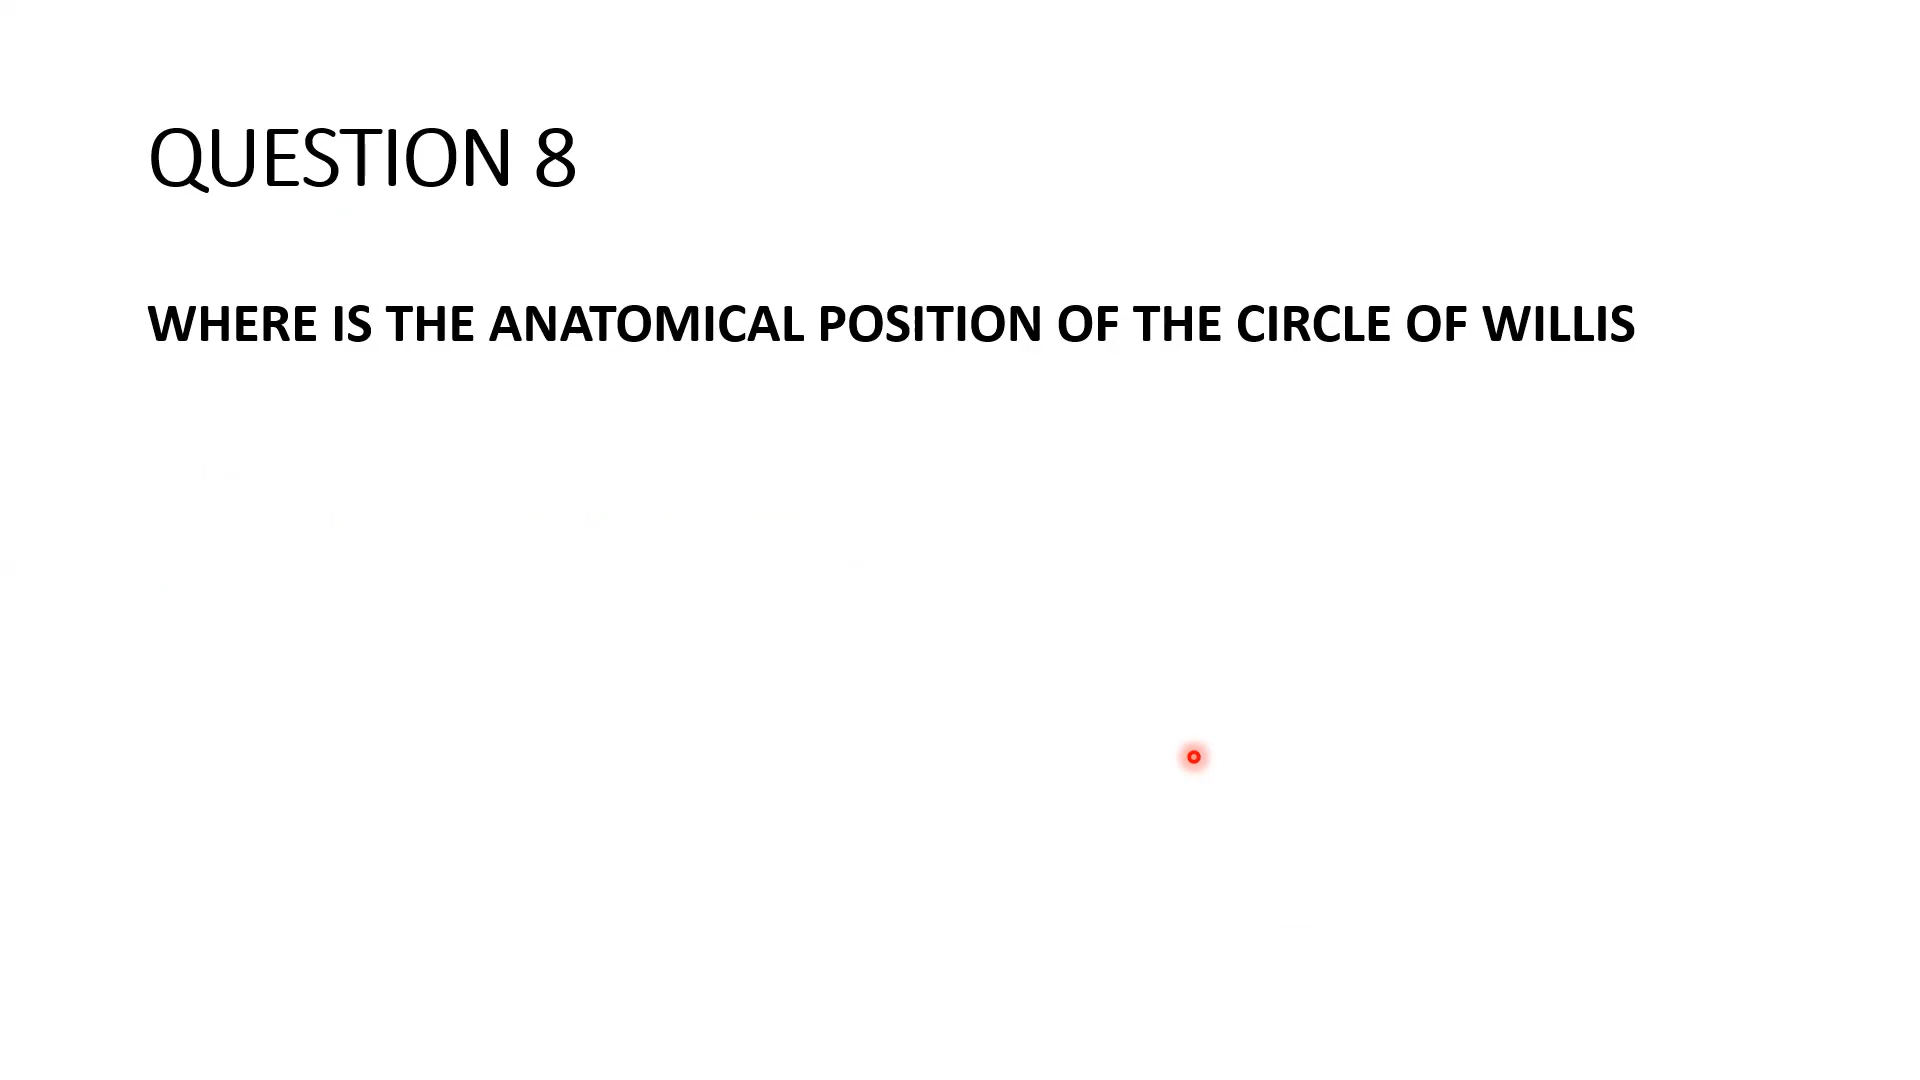 QUESTION 8
WHERE IS THE ANATOMICAL POSITION OF THE CIRCLE OF WILLIS